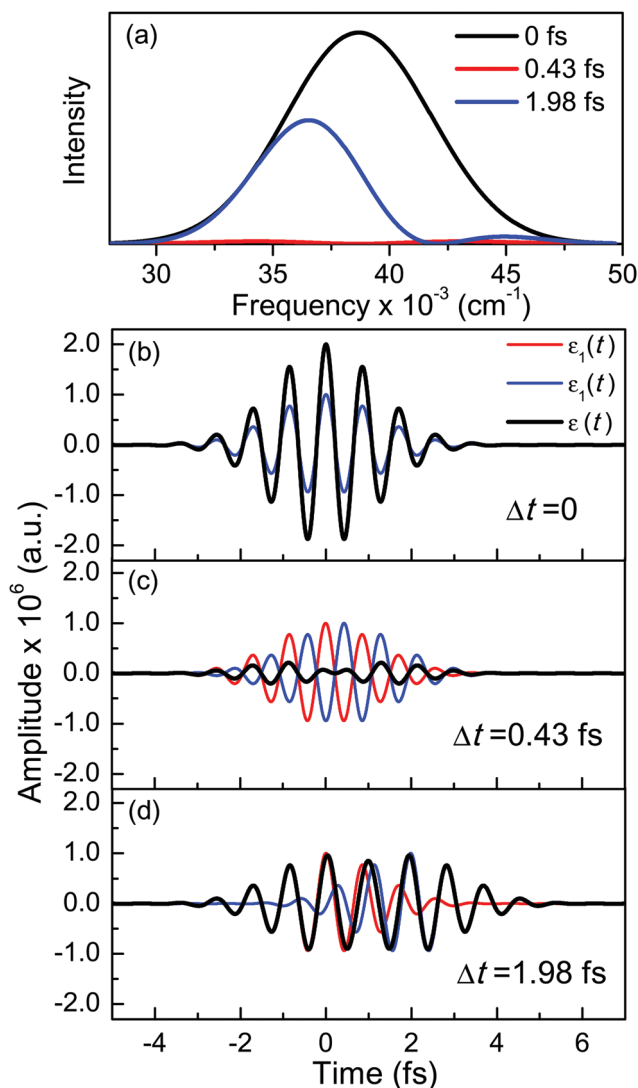 (a)
0 fs
0.43 fs
1.98 fs
Intensity
30 35 40 45 50
Frequency x 10⁻³ (cm⁻¹)
(b)
ε₁(t)
ε₁(t)
ε(t)
2.0
1.0
0.0
-1.0
-2.0
Δt=0
(c)
2.0
1.0
0.0
-1.0
-2.0
Δt=0.43 fs
(d)
2.0
1.0
0.0
-1.0
-2.0
Δt=1.98 fs
Amplitude x 10⁶ (a.u.)
-4 -2 0 2 4 6
Time (fs)